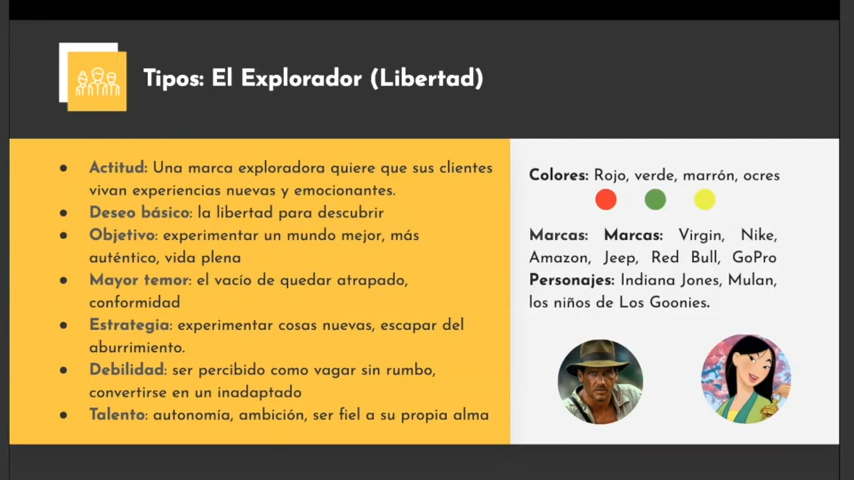 Tipos: El Explorador (Libertad)
● Actitud: Una marca exploradora quiere que sus clientes
vivan experiencias nuevas y emocionantes.
● Deseo básico: la libertad para descubrir
● Objetivo: experimentar un mundo mejor, más
auténtico, vida plena
● Mayor temor: el vacío de quedar atrapado,
conformidad
● Estrategia: experimentar cosas nuevas, escapar del
aburrimiento.
● Debilidad: ser percibido como vagar sin rumbo,
convertirse en un inadaptado
● Talento: autonomía, ambición, ser fiel a su propia alma
Colores: Rojo, verde, marrón, ocres
Marcas: Marcas: Virgin, Nike,
Amazon, Jeep, Red Bull, GoPro
Personajes: Indiana Jones, Mulan,
los niños de Los Goonies.